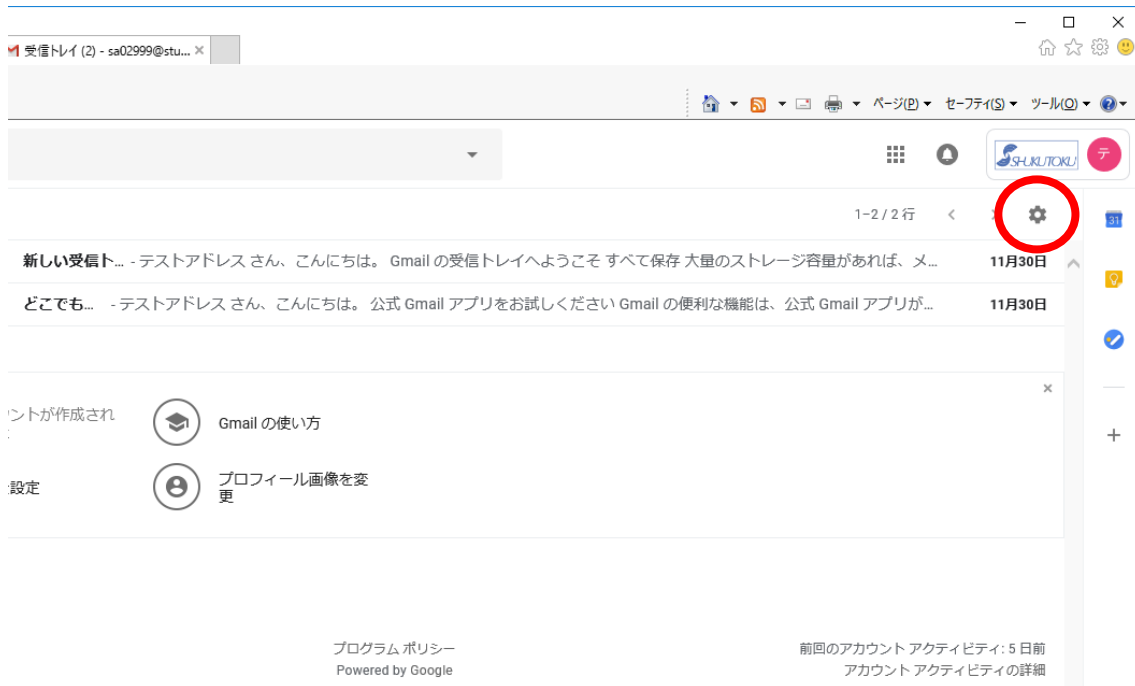 受信トレイ (2) - sa02999@stu...
ページ(P) セーフティ(S) ツール(O)
SHUKUTOKU テ
1-2 / 2 行
31
新しい受信ト... - テストアドレス さん、こんにちは。 Gmail の受信トレイへようこそ すべて保存 大量のストレージ容量があれば、メ... 11月30日
どこでも... - テストアドレス さん、こんにちは。 公式 Gmail アプリをお試しください Gmail の便利な機能は、公式 Gmail アプリが... 11月30日
ントが作成され
Gmail の使い方
設定
プロフィール画像を変
更
プログラム ポリシー
Powered by Google
前回のアカウント アクティビティ: 5 日前
アカウント アクティビティの詳細